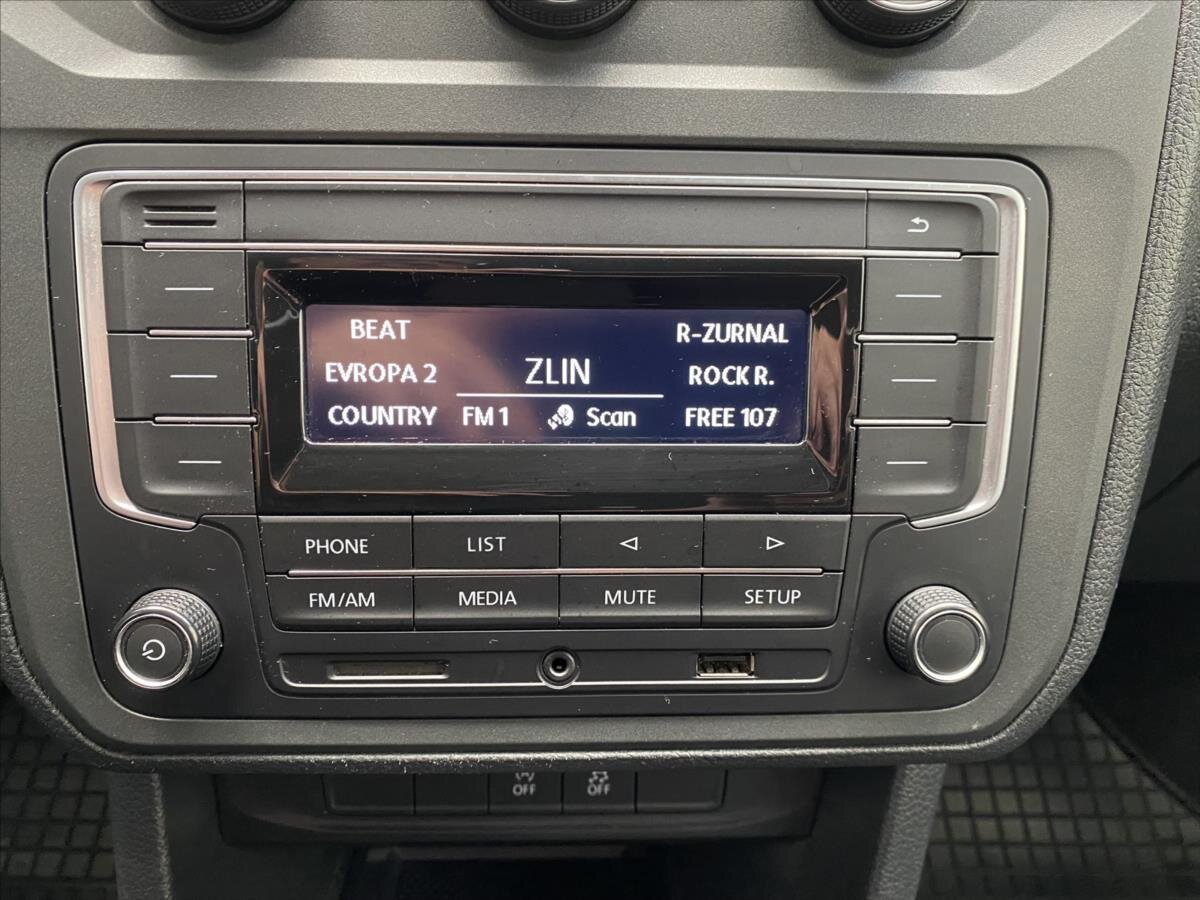 BEAT
R-ZURNAL
EVROPA 2
ZLIN
ROCK R.
COUNTRY
FM 1
Scan
FREE 107
PHONE
LIST
FM/AM
MEDIA
MUTE
SETUP
OFF
OFF